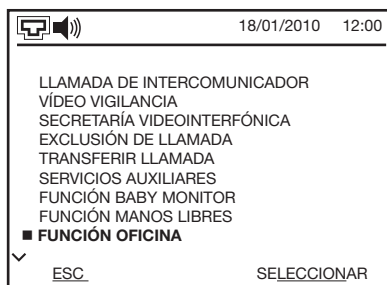 18/01/2010 12:00
LLAMADA DE INTERCOMUNICADOR
VÍDEO VIGILANCIA
SECRETARÍA VIDEOINTERFÓNICA
EXCLUSIÓN DE LLAMADA
TRANSFERIR LLAMADA
SERVICIOS AUXILIARES
FUNCIÓN BABY MONITOR
FUNCIÓN MANOS LIBRES
FUNCIÓN OFICINA
ESC SELECCIONAR